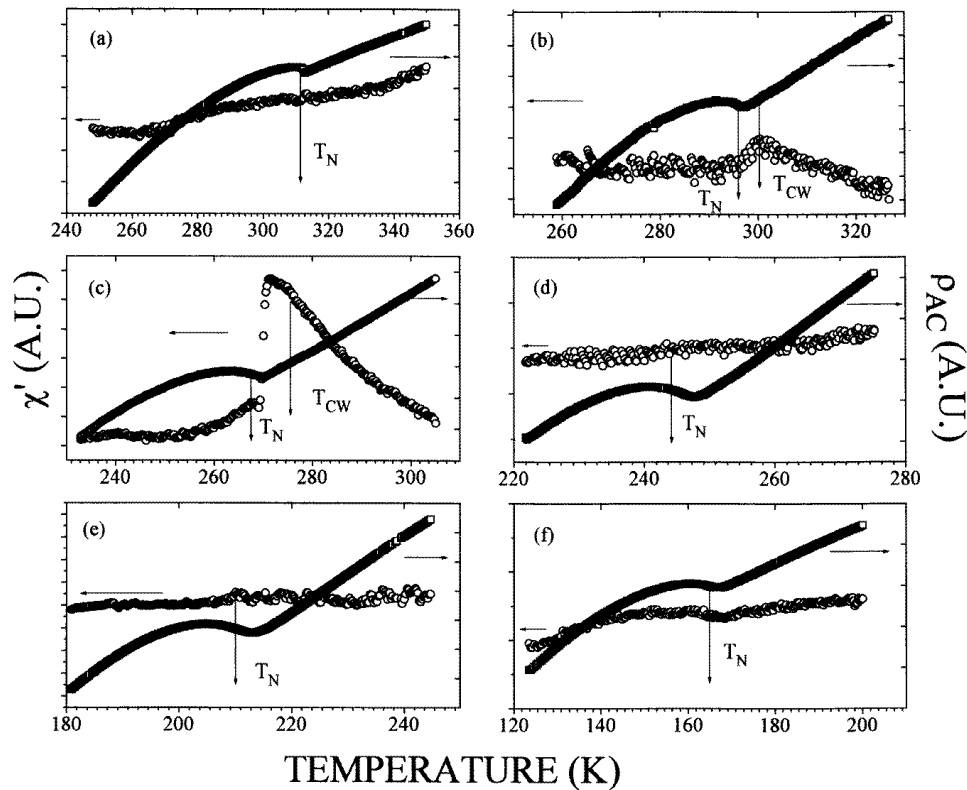 (a)
T_N
240 260 280 300 320 340 360
(b)
T_N
T_CW
260 280 300 320
(c)
T_N
T_CW
240 260 280 300
(d)
T_N
220 240 260 280
(e)
T_N
180 200 220 240
(f)
T_N
120 140 160 180 200
χ' (A.U.)
ρ_AC (A.U.)
TEMPERATURE (K)